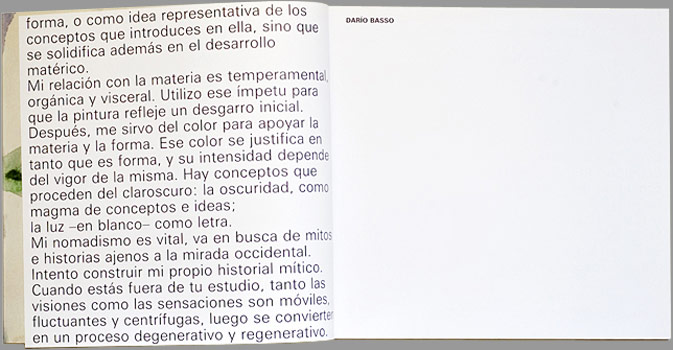 forma, o como idea representativa de los
conceptos que introduces en ella, sino que
se solidifica además en el desarrollo
matérico.
Mi relación con la materia es temperamental,
orgánica y visceral. Utilizo ese ímpetu para
que la pintura refleje un desgarro inicial.
Después, me sirvo del color para apoyar la
materia y la forma. Ese color se justifica en
tanto que es forma, y su intensidad depende
del vigor de la misma. Hay conceptos que
proceden del claroscuro: la oscuridad, como
magma de conceptos e ideas;
la luz –en blanco– como letra.
Mi nomadismo es vital, va en busca de mitos
e historias ajenos a la mirada occidental.
Intento construir mi propio historial mítico.
Cuando estás fuera de tu estudio, tanto las
visiones como las sensaciones son móviles,
fluctuantes y centrífugas, luego se convierten
en un proceso degenerativo y regenerativo.
DARÍO BASSO